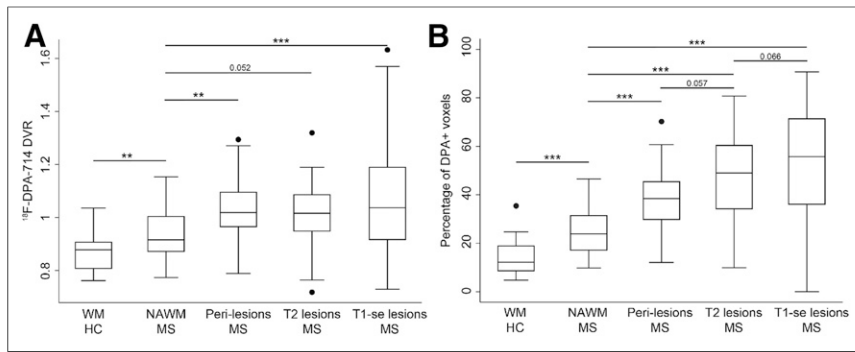 A
¹⁸F-DPA-714 DVR
1.6
1.4
1.2
1
0.8
***
0.052
**
**
WM
HC
NAWM
MS
Peri-lesions
MS
T2 lesions
MS
T1-se lesions
MS
B
Percentage of DPA+ voxels
100
80
60
40
20
0
***
0.066
***
0.057
***
***
WM
HC
NAWM
MS
Peri-lesions
MS
T2 lesions
MS
T1-se lesions
MS